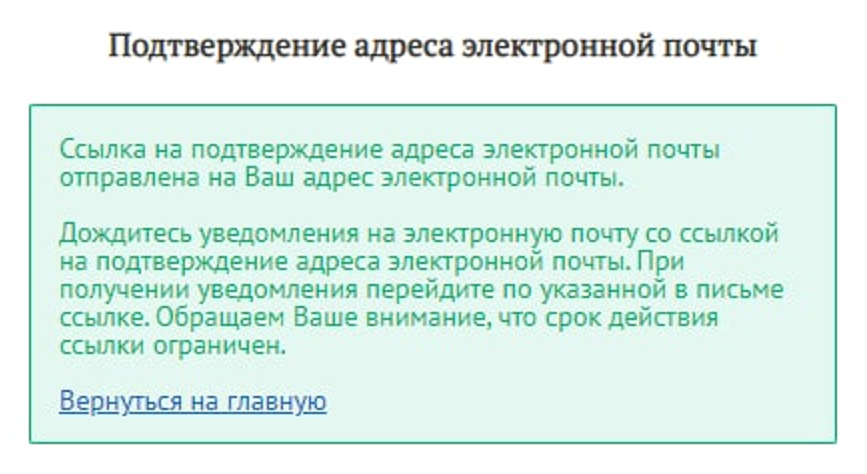 Подтверждение адреса электронной почты
Ссылка на подтверждение адреса электронной почты
отправлена на Ваш адрес электронной почты.
Дождитесь уведомления на электронную почту со ссылкой
на подтверждение адреса электронной почты. При
получении уведомления перейдите по указанной в письме
ссылке. Обращаем Ваше внимание, что срок действия
ссылки ограничен.
Вернуться на главную